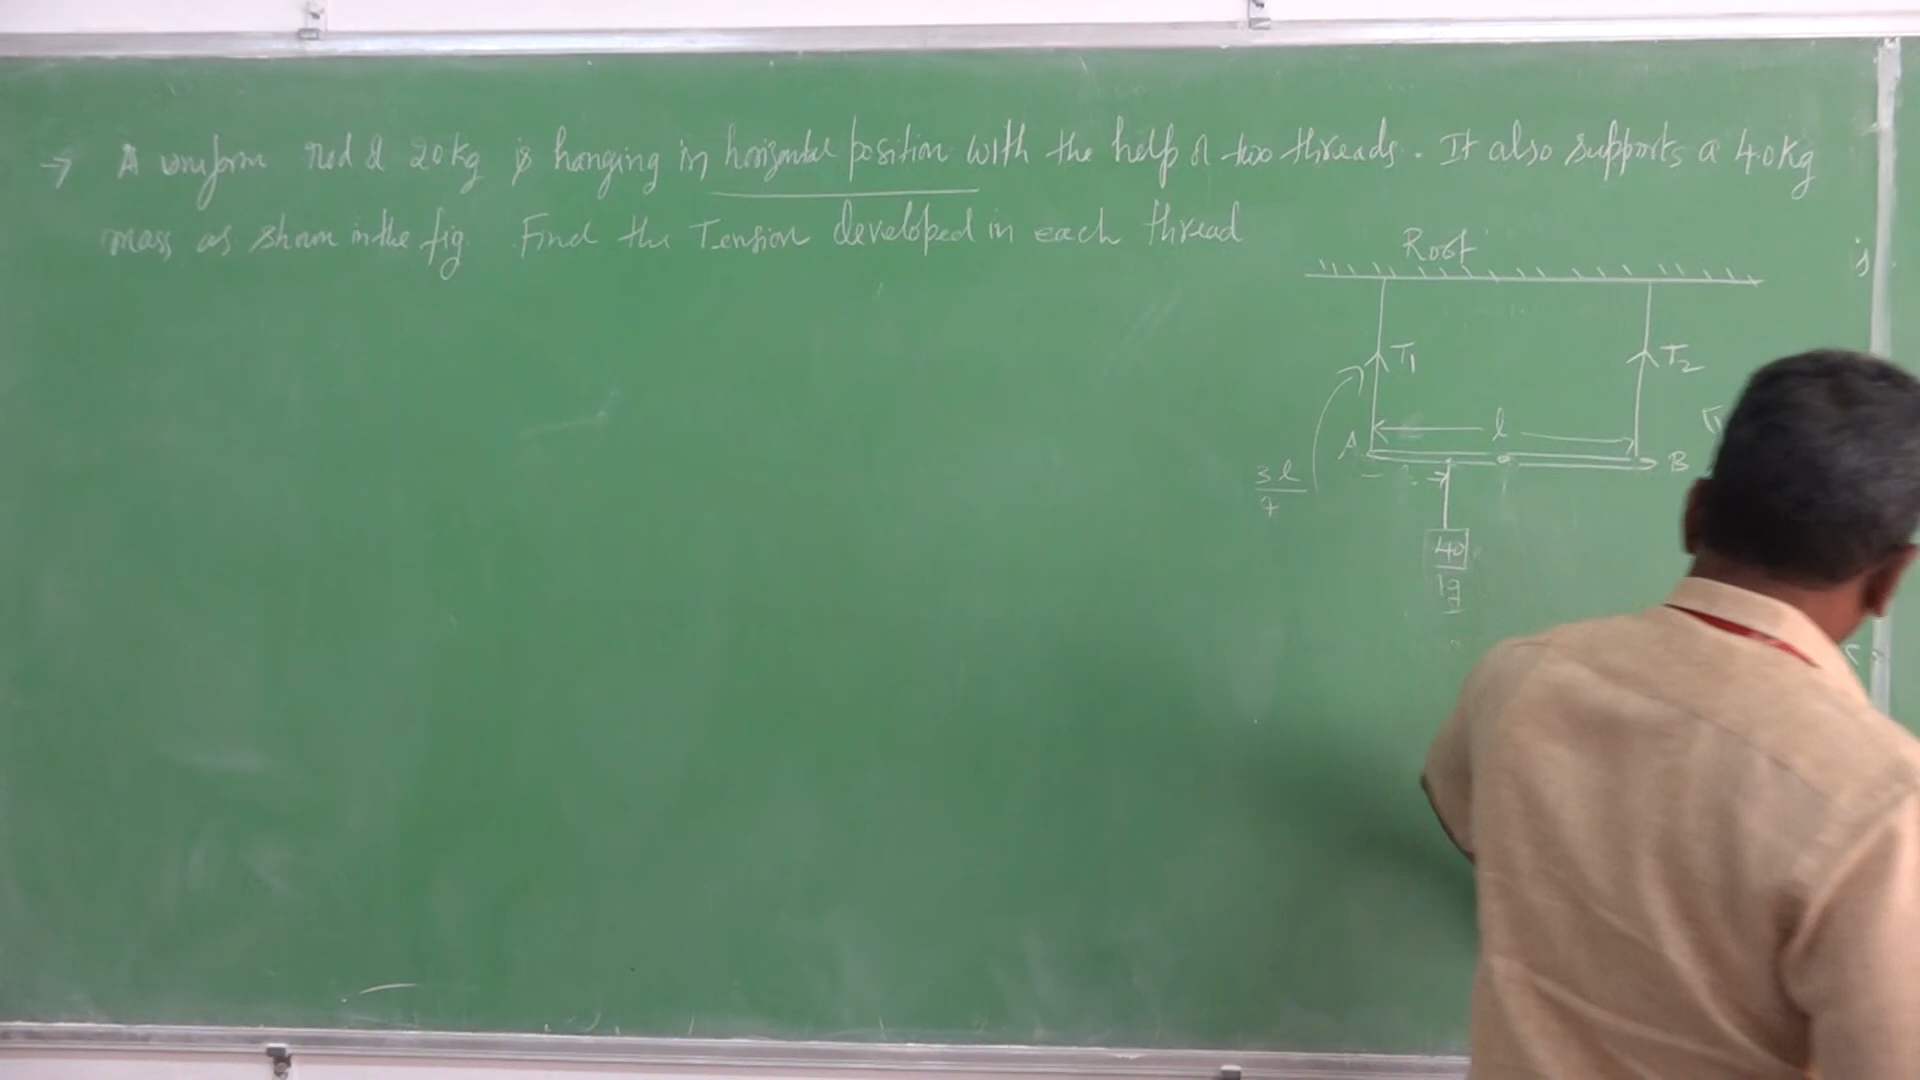 → A uniform rod of 20kg is hanging in horizontal position with the help of two threads. It also supports a 40kg
mass as shown in the fig. Find the Tension developed in each thread
Roof
T1
T2
l
A
B
3l
40
kg